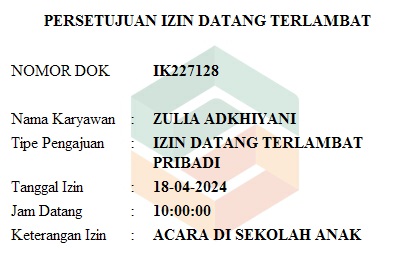 PERSETUJUAN IZIN DATANG TERLAMBAT
NOMOR DOK IK227128
Nama Karyawan : ZULIA ADKHIYANI
Tipe Pengajuan : IZIN DATANG TERLAMBAT
PRIBADI
Tanggal Izin : 18-04-2024
Jam Datang : 10:00:00
Keterangan Izin : ACARA DI SEKOLAH ANAK